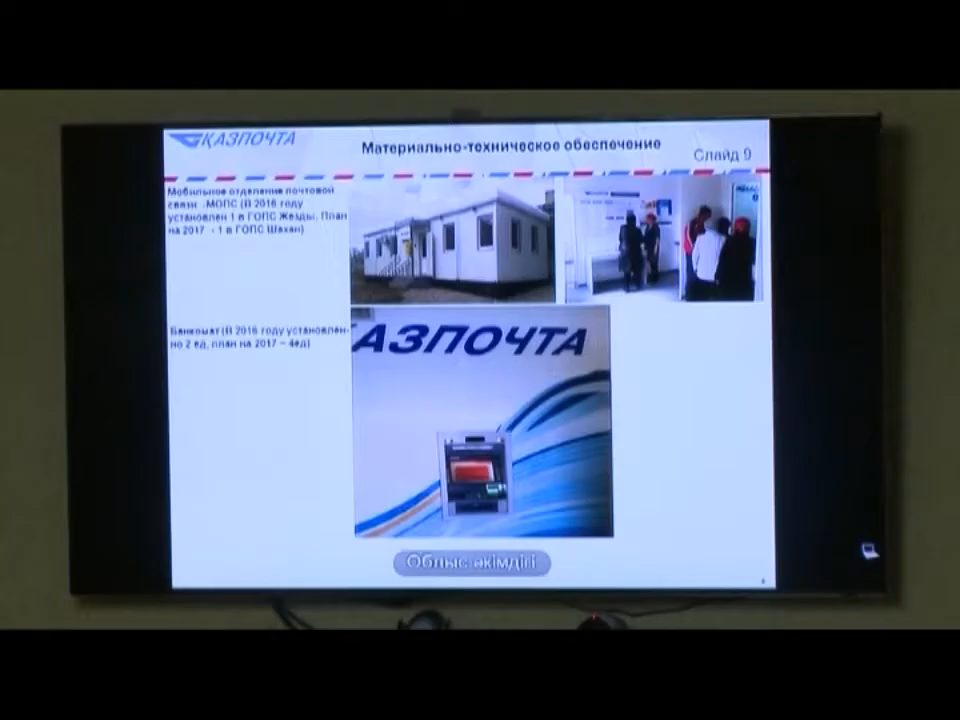 КАЗПОЧТА
Материально-техническое обеспечение
Слайд 9
Мобильное отделение почтовой
связи -МОПС (В 2016 году
установлен 1 в ГОПС Жезды. План
на 2017 - 1 в ГОПС Шахан)
Банкомат (В 2016 году установлен-
но 2 ед, план на 2017 – 4ед)
АЗПОЧТА
Облыс әкімдігі